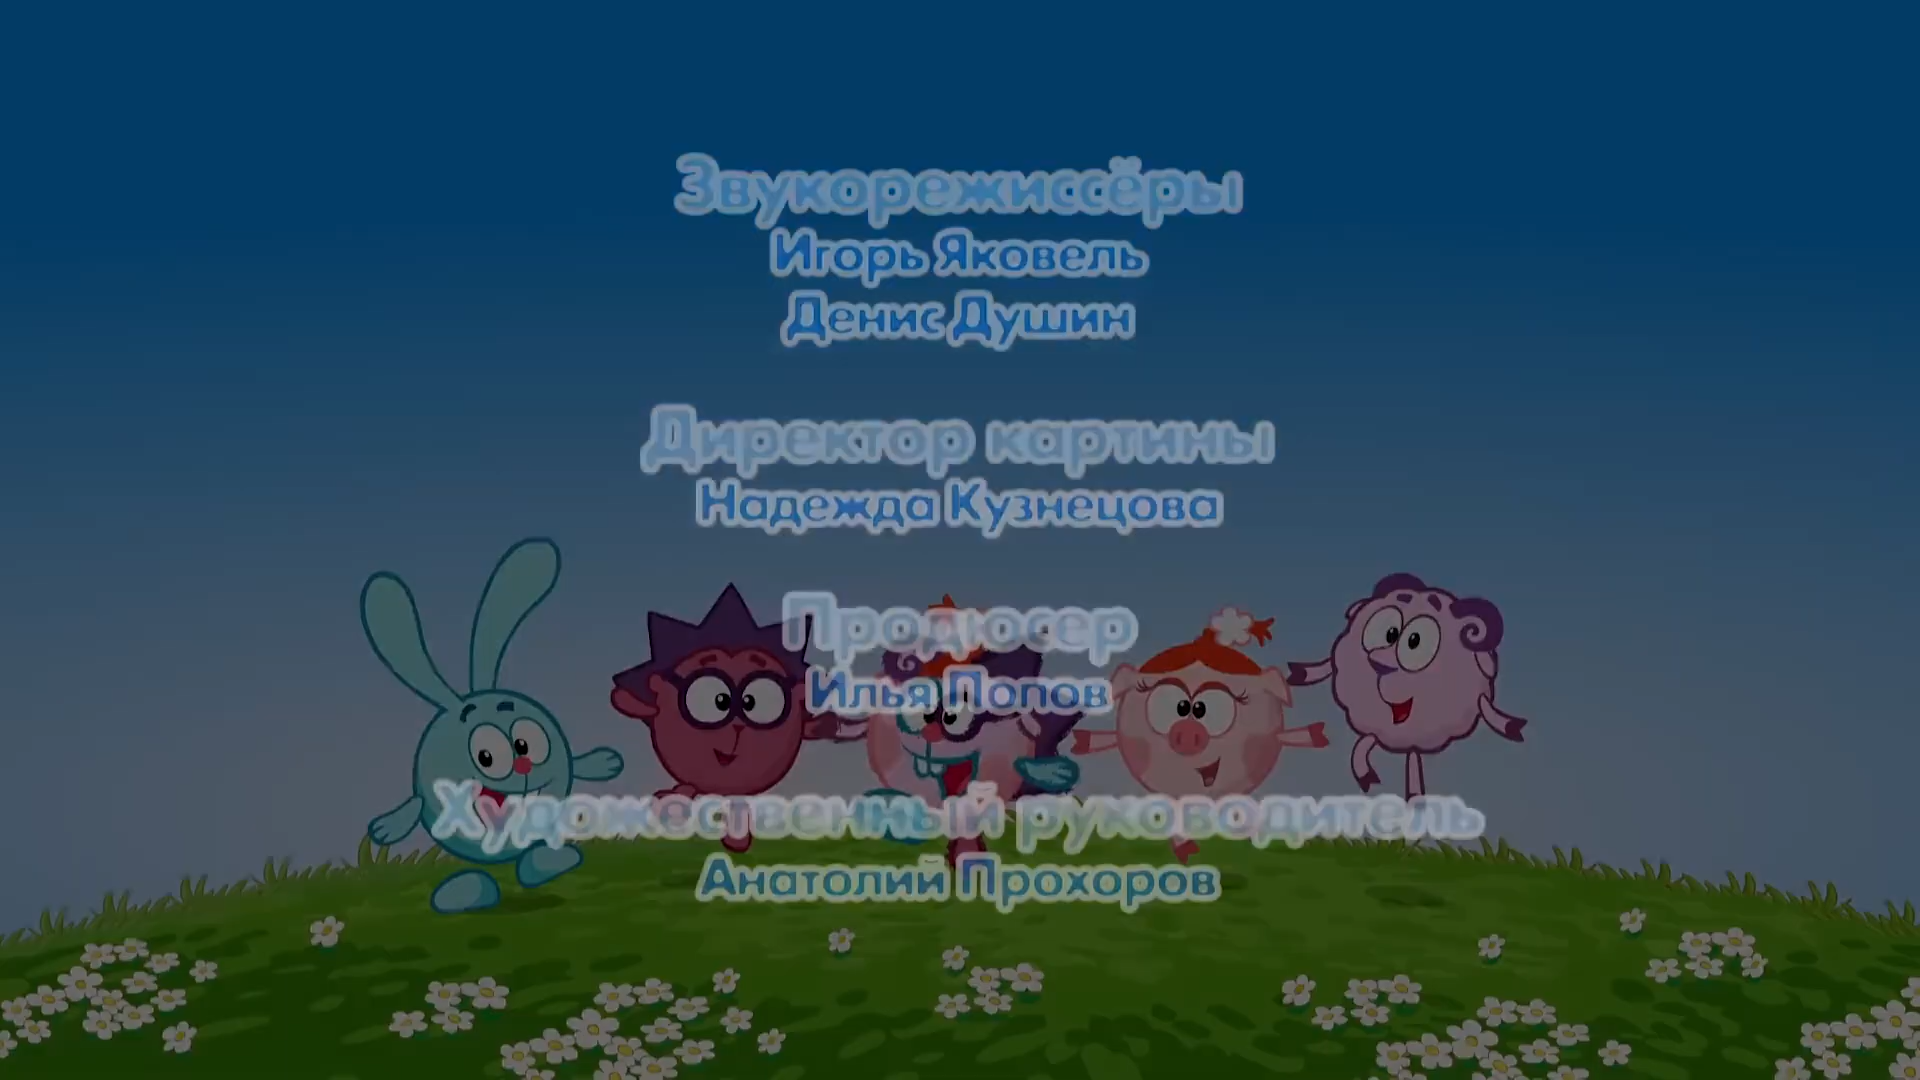 Звукорежиссёры
Игорь Яковель
Денис Душин
Директор картины
Надежда Кузнецова
Продюсер
Илья Попов
Художественный руководитель
Анатолий Прохоров